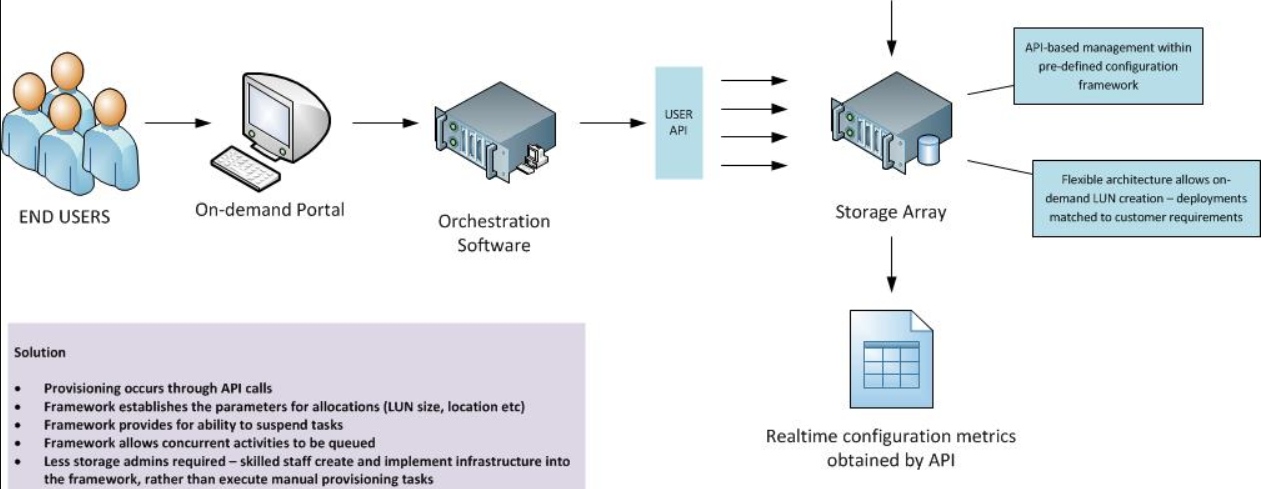 API-based management within
pre-defined configuration
framework
USER
API
END USERS
On-demand Portal
Orchestration
Software
Storage Array
Flexible architecture allows on-
demand LUN creation – deployments
matched to customer requirements
Solution
• Provisioning occurs through API calls
• Framework establishes the parameters for allocations (LUN size, location etc)
• Framework provides for ability to suspend tasks
• Framework allows concurrent activities to be queued
• Less storage admins required – skilled staff create and implement infrastructure into
the framework, rather than execute manual provisioning tasks
Realtime configuration metrics
obtained by API